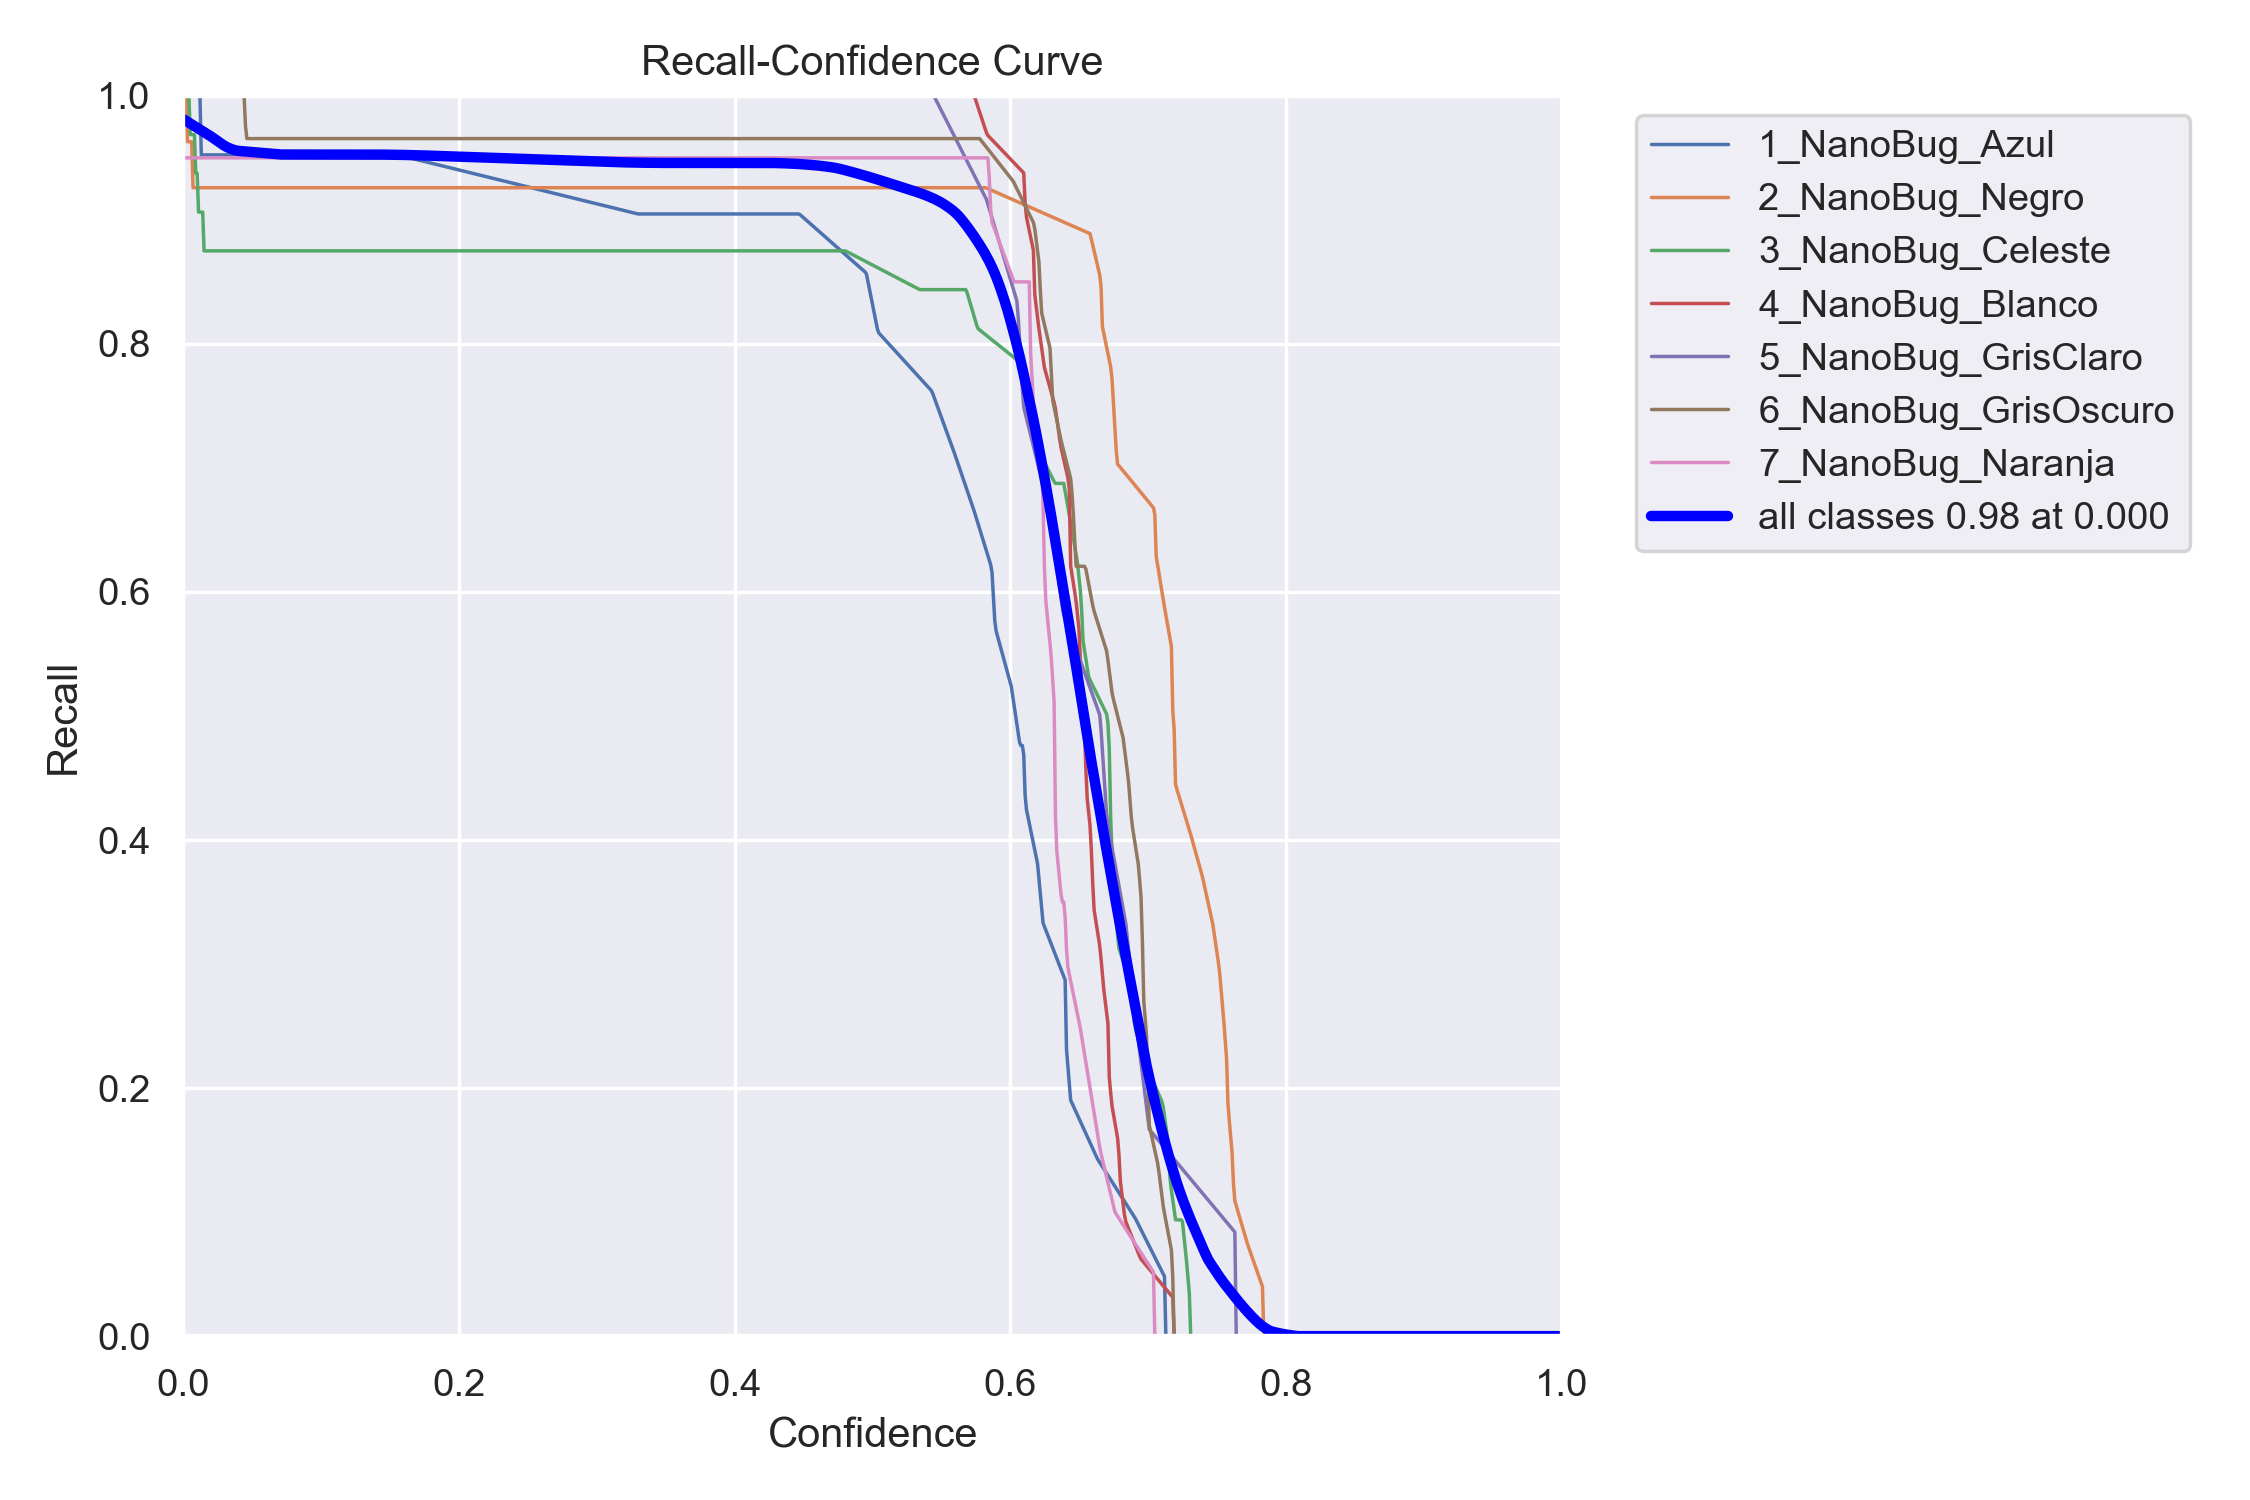 Recall-Confidence Curve
1.0
0.8
0.6
0.4
0.2
0.0
Recall
0.0 0.2 0.4 0.6 0.8 1.0
Confidence
1_NanoBug_Azul
2_NanoBug_Negro
3_NanoBug_Celeste
4_NanoBug_Blanco
5_NanoBug_GrisClaro
6_NanoBug_GrisOscuro
7_NanoBug_Naranja
all classes 0.98 at 0.000